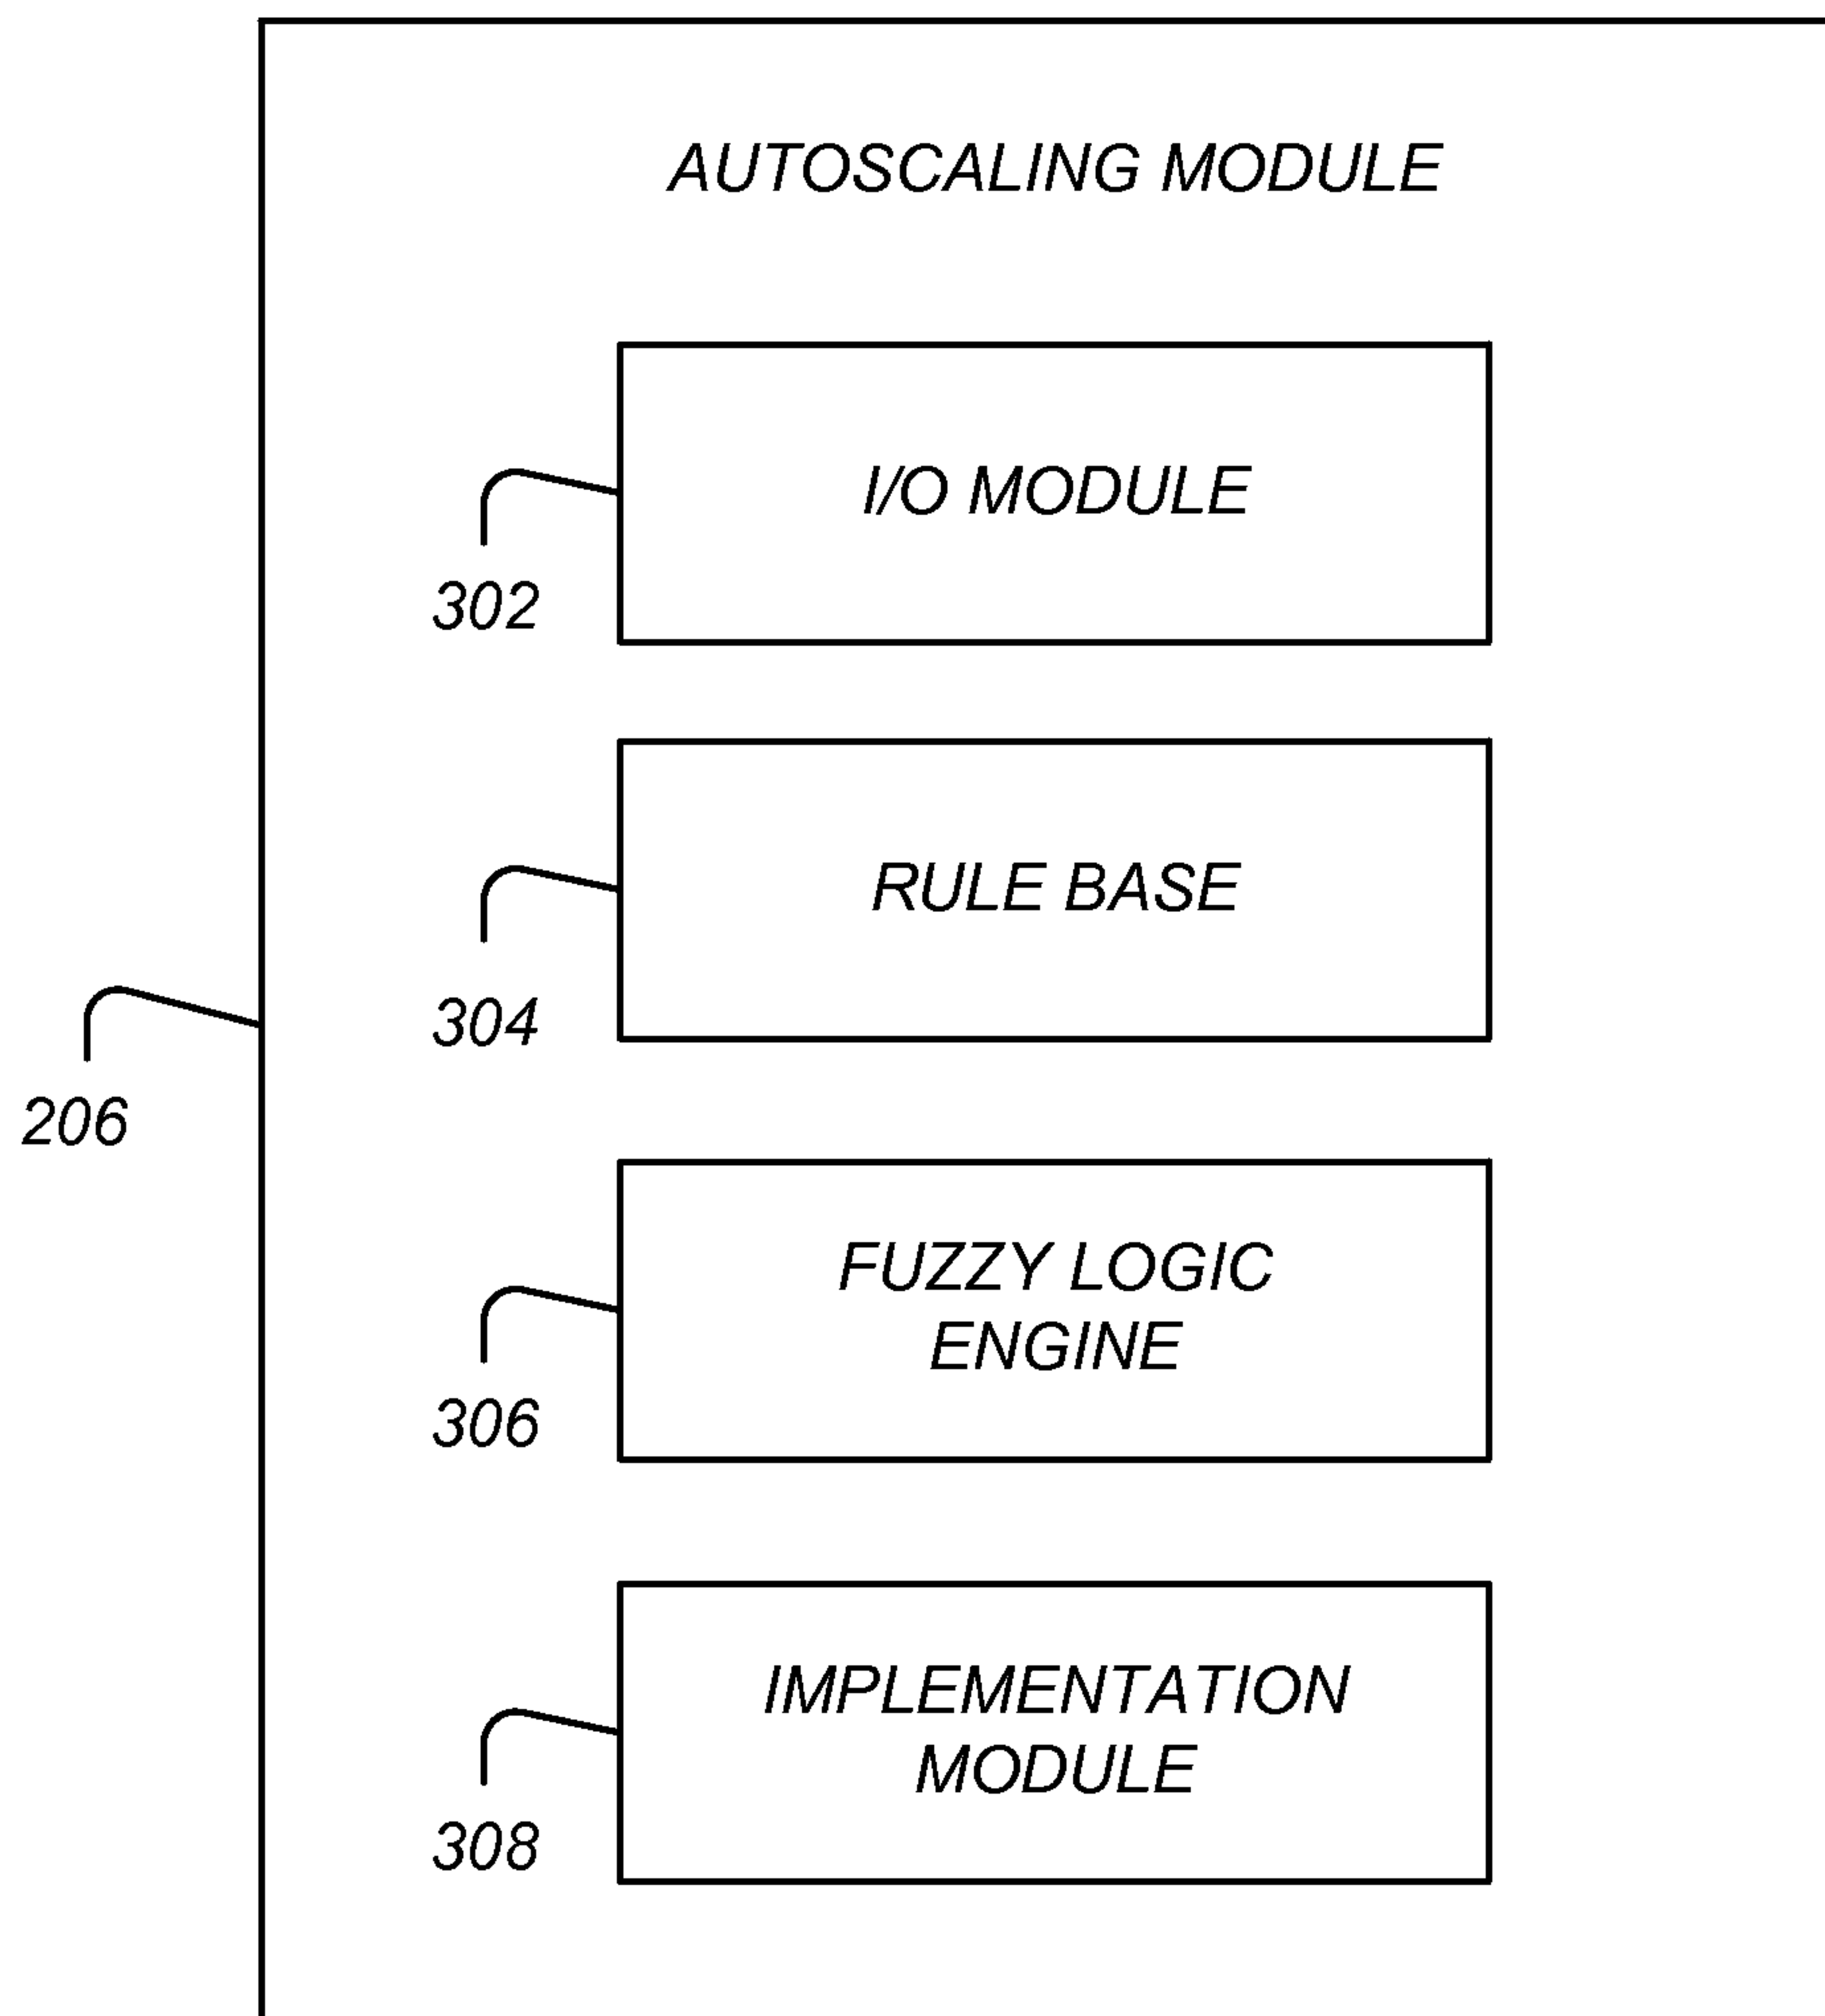 AUTOSCALING MODULE
I/O MODULE
302
RULE BASE
304
206
FUZZY LOGIC
ENGINE
306
IMPLEMENTATION
MODULE
308